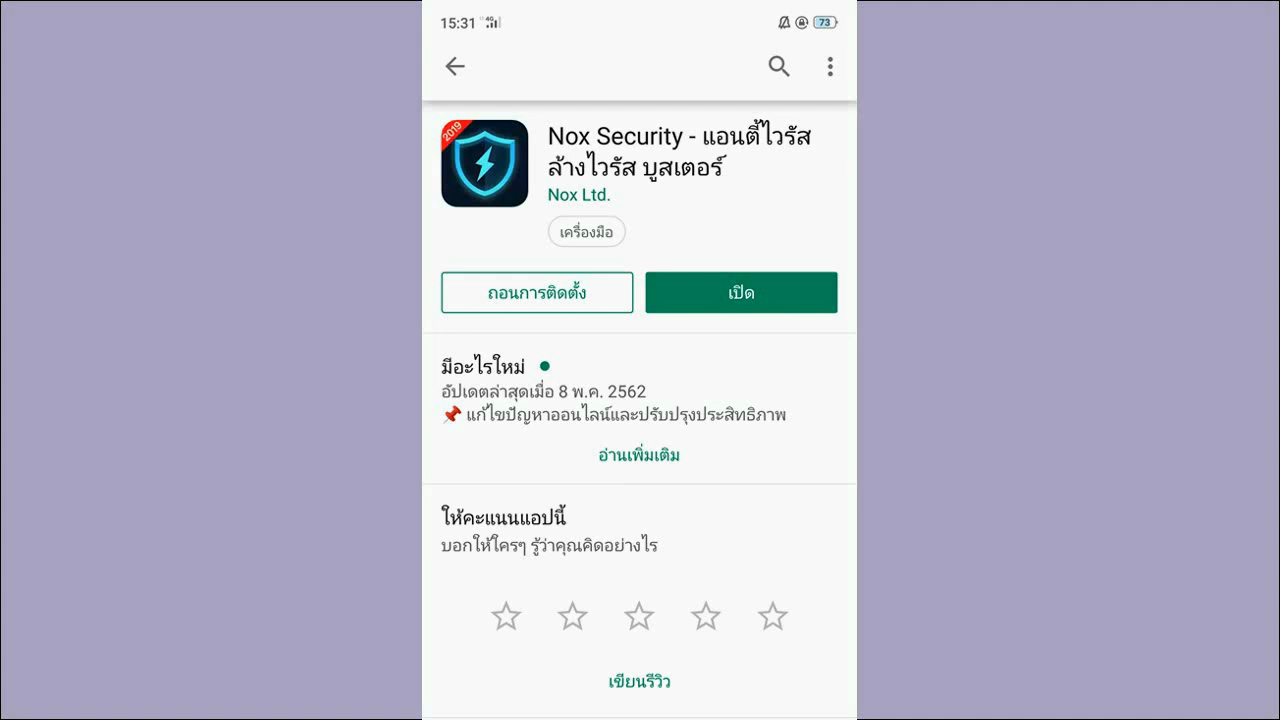 15:31 4G 73
2019
Nox Security - แอนตี้ไวรัส
ล้างไวรัส บูสเตอร์
Nox Ltd.
เครื่องมือ
ถอนการติดตั้ง เปิด
มีอะไรใหม่
อัปเดตล่าสุดเมื่อ 8 พ.ค. 2562
แก้ไขปัญหาออนไลน์และปรับปรุงประสิทธิภาพ
อ่านเพิ่มเติม
ให้คะแนนแอปนี้
บอกให้ใครๆ รู้ว่าคุณคิดอย่างไร
เขียนรีวิว